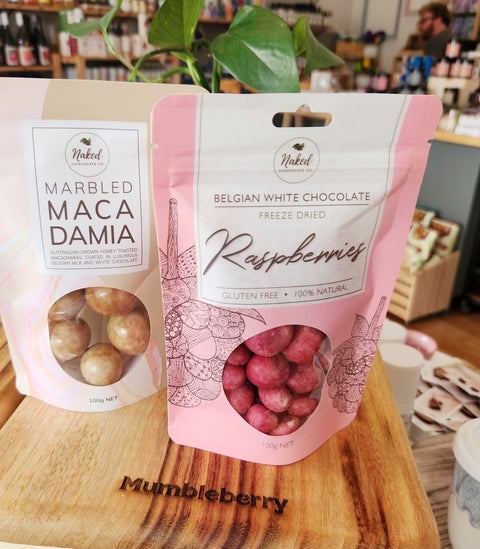 Naked
CHOCOLATE CO.
MARBLED
MACA
DAMIA
AUSTRALIAN GROWN HONEY TOASTED
MACADAMIAS, COATED IN LUXURIOUS
BELGIAN MILK AND WHITE CHOCOLATE
100g NET
Naked
CHOCOLATE CO.
BELGIAN WHITE CHOCOLATE
FREEZE DRIED
Raspberries
GLUTEN FREE • 100% NATURAL
100g NET
Mumbleberry